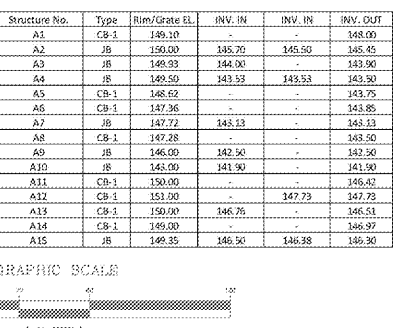 Structure No. Type Rim/Grate EL. INV. IN INV. IN INV. OUT
A1 CB-1 149.10 - - 148.00
A2 JB 150.00 145.70 145.50 145.45
A3 JB 149.93 144.00 - 143.90
A4 JB 149.50 143.53 143.53 143.50
A5 CB-1 148.62 - - 143.75
A6 CB-1 147.36 - - 143.85
A7 JB 147.72 143.13 - 143.13
A8 CB-1 147.28 - - 143.50
A9 JB 146.00 142.50 - 142.50
A10 JB 143.00 141.90 - 141.90
A11 CB-1 150.00 - - 146.42
A12 CB-1 151.00 - 147.73 147.73
A13 CB-1 150.00 146.76 - 146.51
A14 CB-1 149.00 - - 146.97
A15 JB 149.35 146.50 146.38 146.30
GRAPHIC SCALE